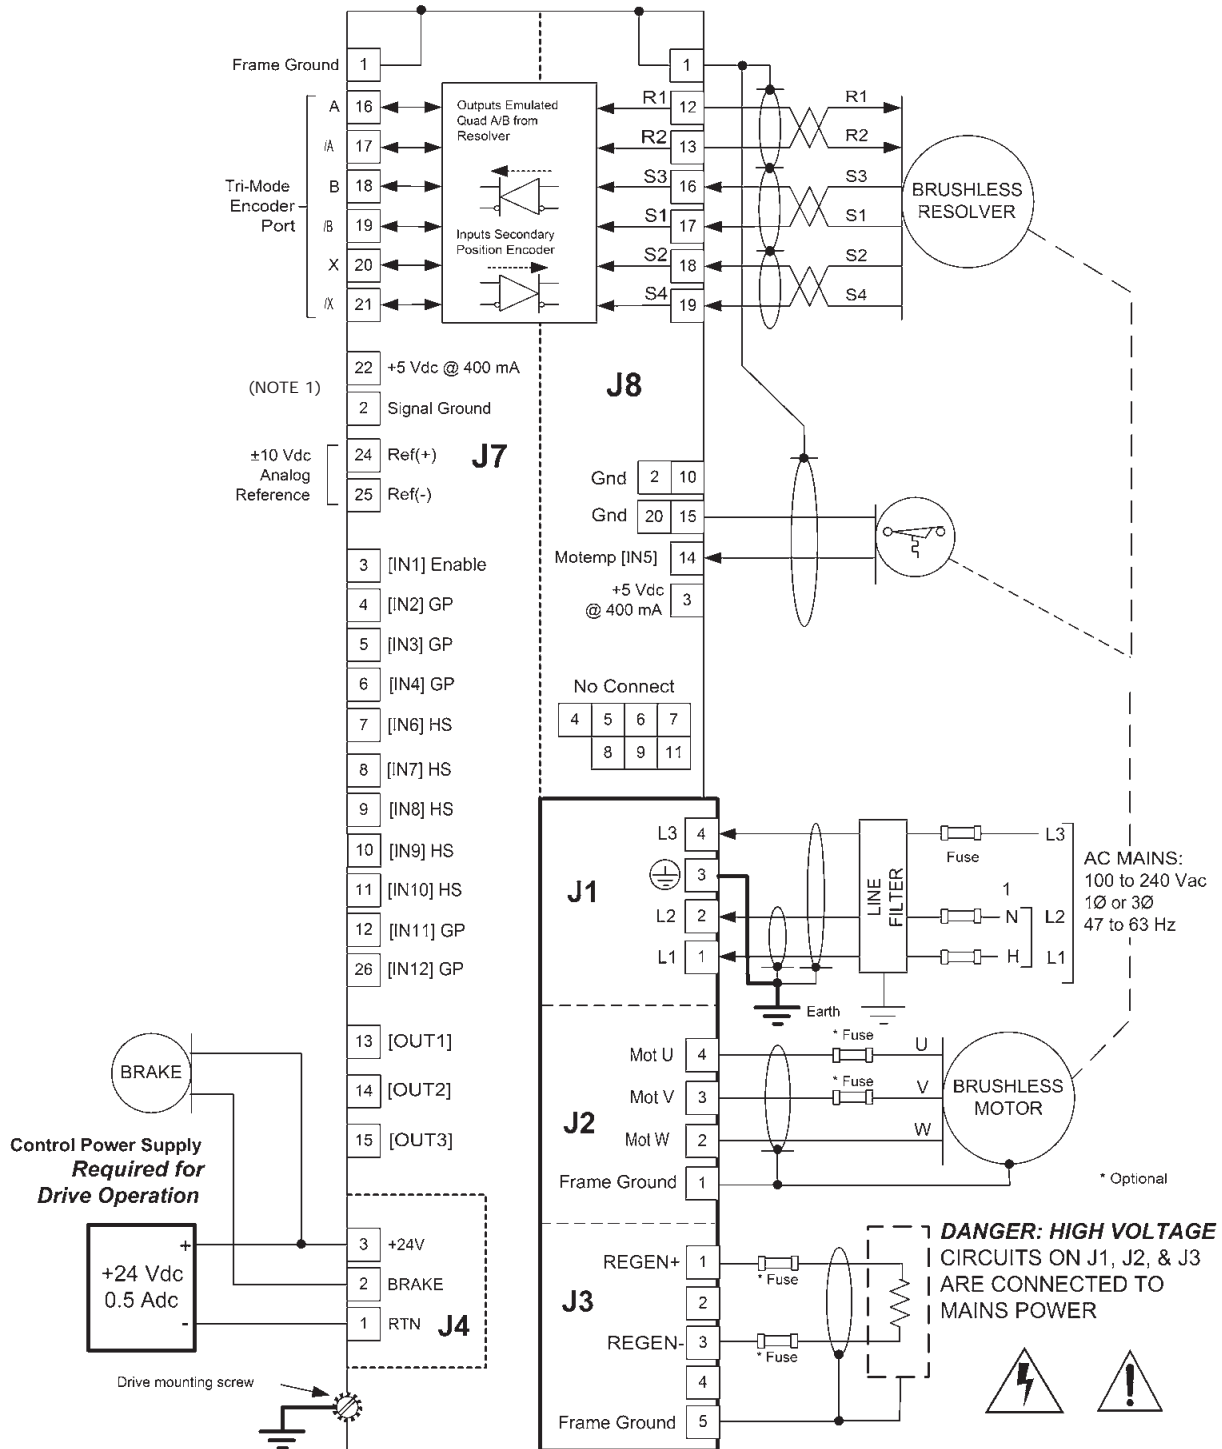 Frame Ground 1
A 16
/A 17
B 18
/B 19
X 20
/X 21
Tri-Mode
Encoder
Port
Outputs Emulated
Quad A/B from
Resolver
Inputs Secondary
Position Encoder
1
R1 12 R1
R2 13 R2
S3 16 S3
S1 17 S1
S2 18 S2
S4 19 S4
BRUSHLESS
RESOLVER
(NOTE 1)
22 +5 Vdc @ 400 mA
2 Signal Ground
±10 Vdc
Analog
Reference
24 Ref(+)
25 Ref(-)
J7
J8
Gnd 2 10
Gnd 20 15
Motemp [IN5] 14
+5 Vdc
@ 400 mA 3
3 [IN1] Enable
4 [IN2] GP
5 [IN3] GP
6 [IN4] GP
7 [IN6] HS
8 [IN7] HS
9 [IN8] HS
10 [IN9] HS
11 [IN10] HS
12 [IN11] GP
26 [IN12] GP
13 [OUT1]
14 [OUT2]
15 [OUT3]
No Connect
4 5 6 7
8 9 11
J1
L3 4
3
L2 2
L1 1
LINE
FILTER
Fuse
L3
1
N L2
H L1
AC MAINS:
100 to 240 Vac
1Ø or 3Ø
47 to 63 Hz
Earth
J2
Mot U 4
Mot V 3
Mot W 2
Frame Ground 1
* Fuse
U
* Fuse
V
W
BRUSHLESS
MOTOR
* Optional
BRAKE
Control Power Supply
Required for
Drive Operation
+
+24 Vdc
0.5 Adc
-
3 +24V
2 BRAKE
1 RTN
J4
Drive mounting screw
J3
REGEN+ 1
2
REGEN- 3
4
Frame Ground 5
* Fuse
* Fuse
DANGER: HIGH VOLTAGE
CIRCUITS ON J1, J2, & J3
ARE CONNECTED TO
MAINS POWER